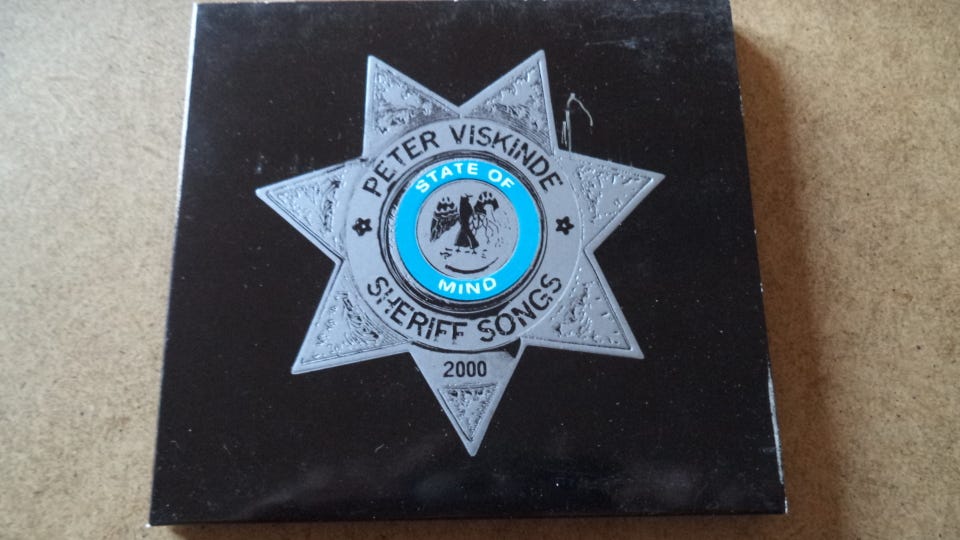 PETER VISKINDE
STATE OF
MIND
SHERIFF SONGS
2000